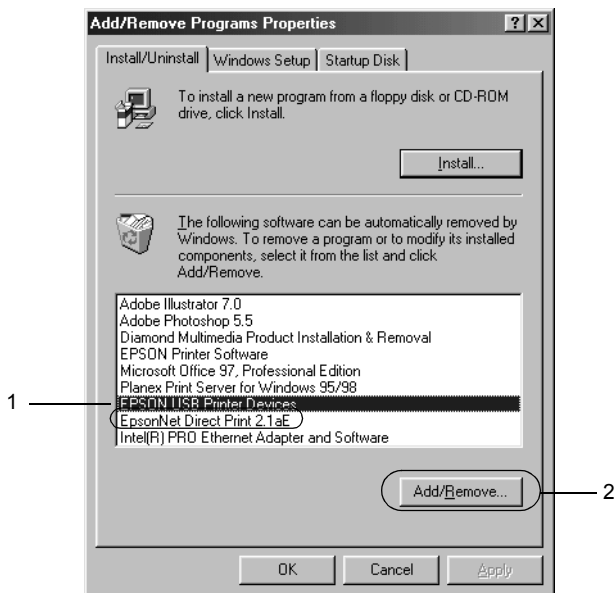 Add/Remove Programs Properties
? ×
Install/Uninstall Windows Setup Startup Disk
To install a new program from a floppy disk or CD-ROM
drive, click Install.
Install...
The following software can be automatically removed by
Windows. To remove a program or to modify its installed
components, select it from the list and click
Add/Remove.
Adobe Illustrator 7.0
Adobe Photoshop 5.5
Diamond Multimedia Product Installation & Removal
EPSON Printer Software
Microsoft Office 97, Professional Edition
Planex Print Server for Windows 95/98
1
EPSON USB Printer Devices
EpsonNet Direct Print 2.1aE
Intel(R) PRO Ethernet Adapter and Software
Add/Remove...
2
OK Cancel Apply